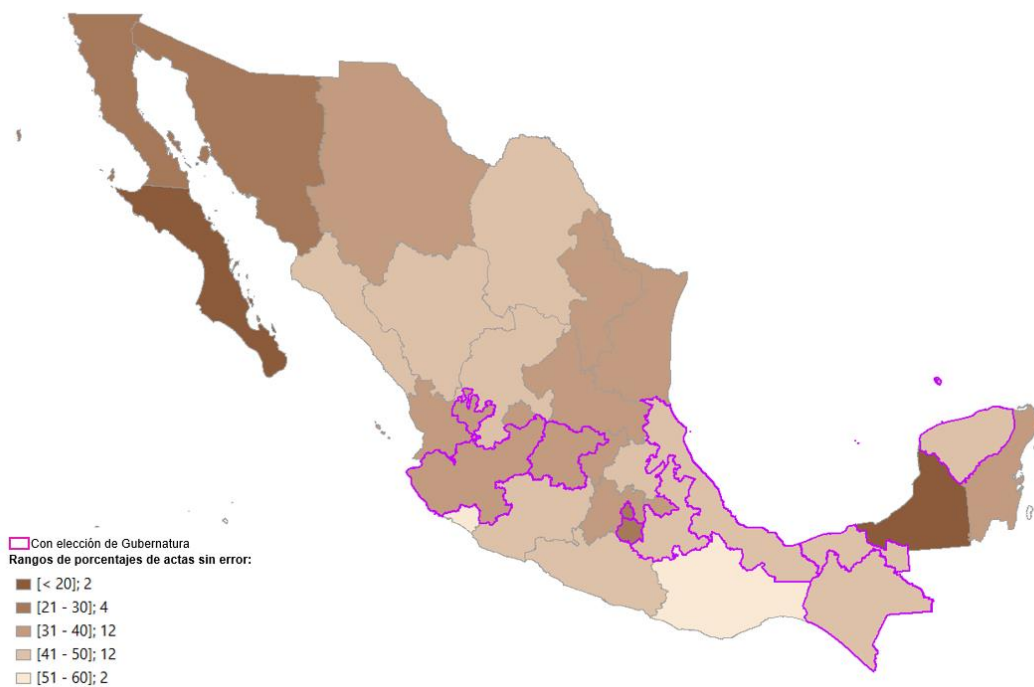 Con elección de Gubernatura
Rangos de porcentajes de actas sin error:
[< 20]; 2
[21 - 30]; 4
[31 - 40]; 12
[41 - 50]; 12
[51 - 60]; 2